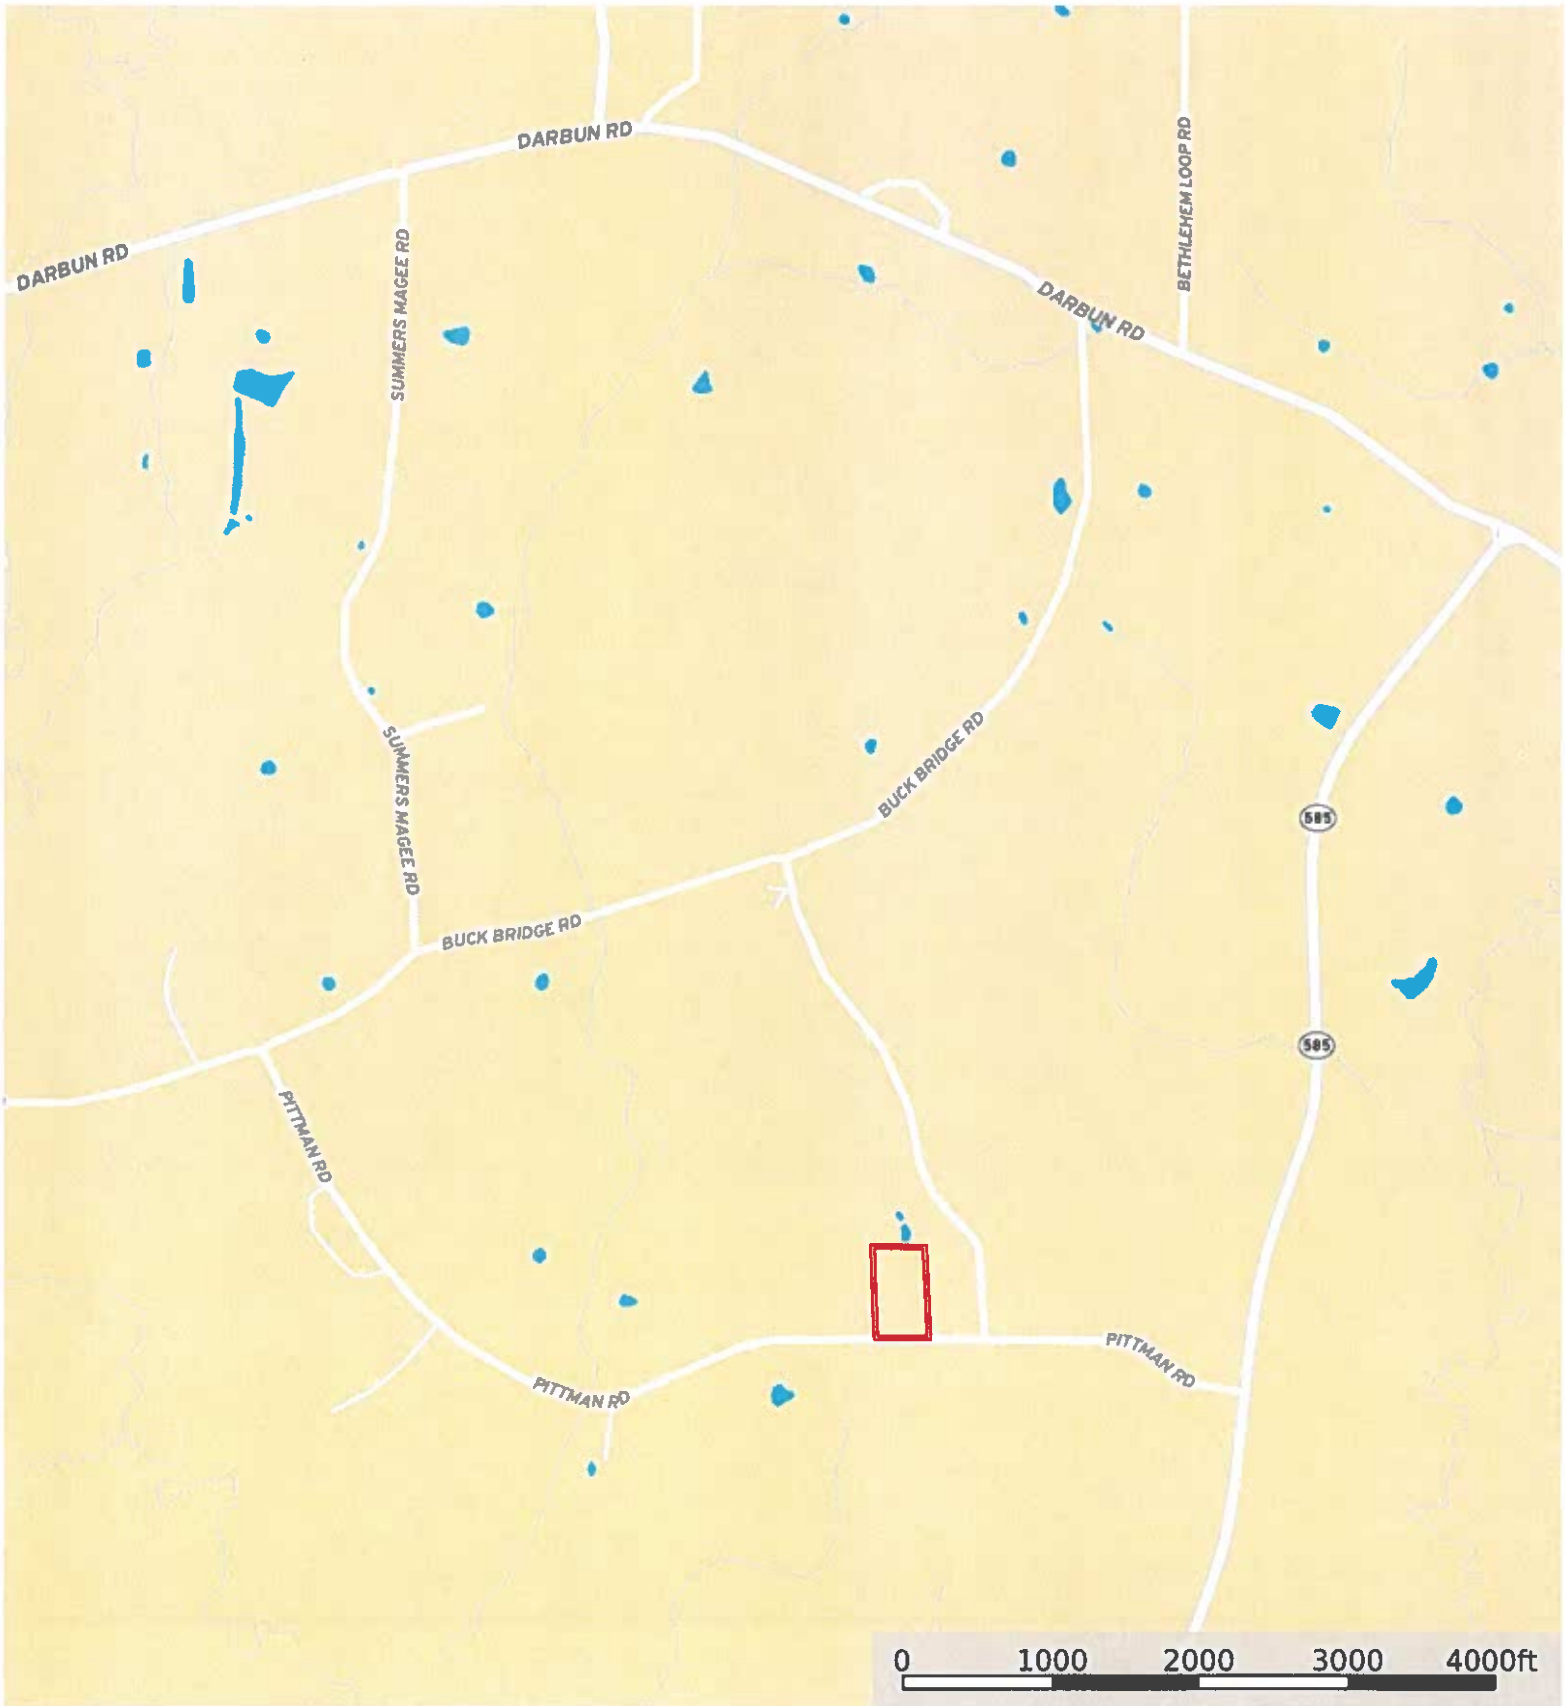 DARBUN RD
BETHLEHEM LOOP RD
DARBUN RD
SUMMERS MAGEE RD
DARBUN RD
BUCK BRIDGE RD
SUMMERS MAGEE RD
585
BUCK BRIDGE RD
585
PITTMAN RD
PITTMAN RD
PITTMAN RD
0 1000 2000 3000 4000ft